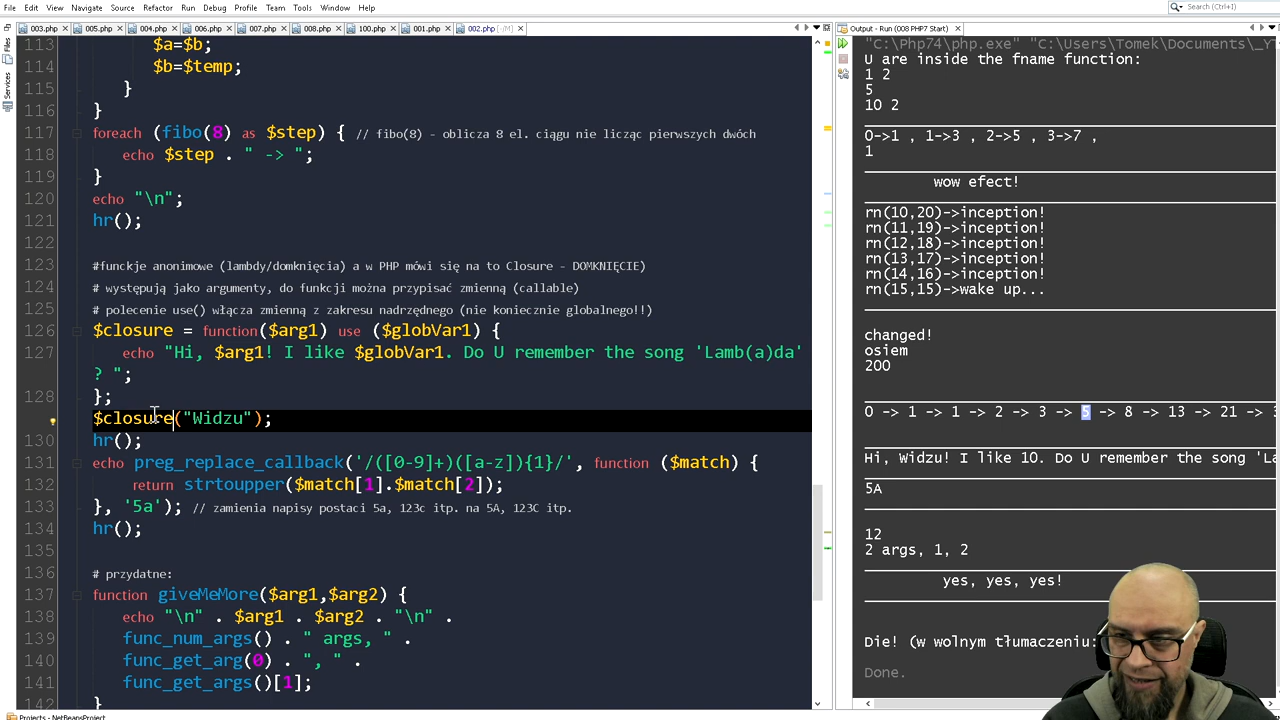 File Edit View Navigate Source Refactor Run Debug Profile Team Tools Window Help
Search (Ctrl+I)
003.php 005.php 004.php 006.php 007.php 008.php 100.php 001.php 002.php
Output - Run (008 PHP7 Start)
Files
Services
113 $a=$b;
114 $b=$temp;
115 }
116 }
117 foreach (fibo(8) as $step) { // fibo(8) - oblicza 8 el. ciągu nie licząc pierwszych dwóch
118 echo $step . " -> ";
119 }
120 echo "\n";
121 hr();
122
123 #funckje anonimowe (lambdy/domknięcia) a w PHP mówi się na to Closure - DOMKNIĘCIE)
124 # występują jako argumenty, do funkcji można przypisać zmienną (callable)
125 # polecenie use() włącza zmienną z zakresu nadrzędnego (nie koniecznie globalnego!!)
126 $closure = function($arg1) use ($globVar1) {
127 echo "Hi, $arg1! I like $globVar1. Do U remember the song 'Lamb(a)da'
? ";
128 };
$closure("Widzu");
130 hr();
131 echo preg_replace_callback('/([0-9]+)([a-z]){1}/', function ($match) {
132 return strtoupper($match[1].$match[2]);
133 }, '5a'); // zamienia napisy postaci 5a, 123c itp. na 5A, 123C itp.
134 hr();
135
136 # przydatne:
137 function giveMeMore($arg1,$arg2) {
138 echo "\n" . $arg1 . $arg2 . "\n" .
139 func_num_args() . " args, " .
140 func_get_arg(0) . ", " .
141 func_get_args()[1];
142 }
Projects - NetBeansProject
"C:\Php74\php.exe" "C:\Users\Tomek\Documents\_YT
U are inside the fname function:
1 2
5
10 2
0->1 , 1->3 , 2->5 , 3->7 ,
1
wow efect!
rn(10,20)->inception!
rn(11,19)->inception!
rn(12,18)->inception!
rn(13,17)->inception!
rn(14,16)->inception!
rn(15,15)->wake up...
changed!
osiem
200
0 -> 1 -> 1 -> 2 -> 3 -> 5 -> 8 -> 13 -> 21 -> 3
Hi, Widzu! I like 10. Do U remember the song 'La
5A
12
2 args, 1, 2
yes, yes, yes!
Die! (w wolnym tłumaczeniu:
Done.